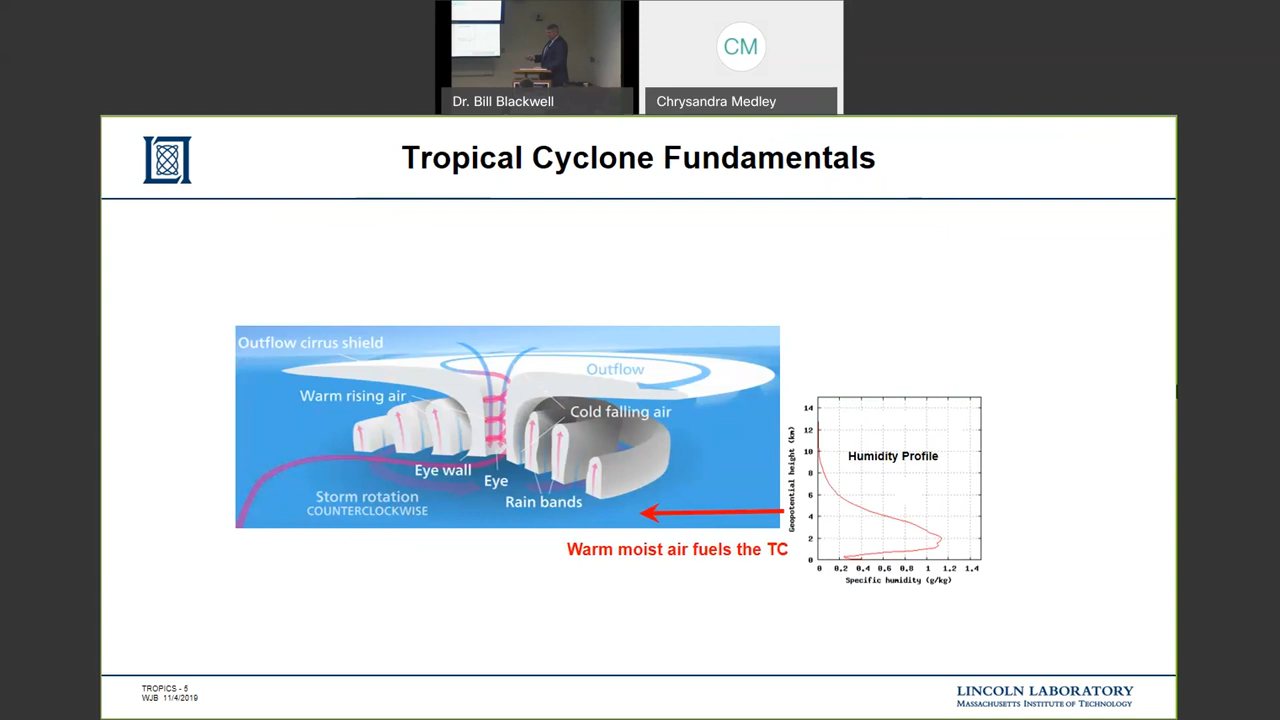 Dr. Bill Blackwell
CM
Chrysandra Medley
Tropical Cyclone Fundamentals
Outflow cirrus shield
Outflow
Warm rising air
Cold falling air
Eye wall
Eye
Rain bands
Storm rotation
COUNTERCLOCKWISE
Warm moist air fuels the TC
Humidity Profile
Geopotential height (km)
14
12
10
8
6
4
2
0
0 0.2 0.4 0.6 0.8 1 1.2 1.4
Specific humidity (g/kg)
TROPICS - 5
WJB 11/4/2019
LINCOLN LABORATORY
MASSACHUSETTS INSTITUTE OF TECHNOLOGY